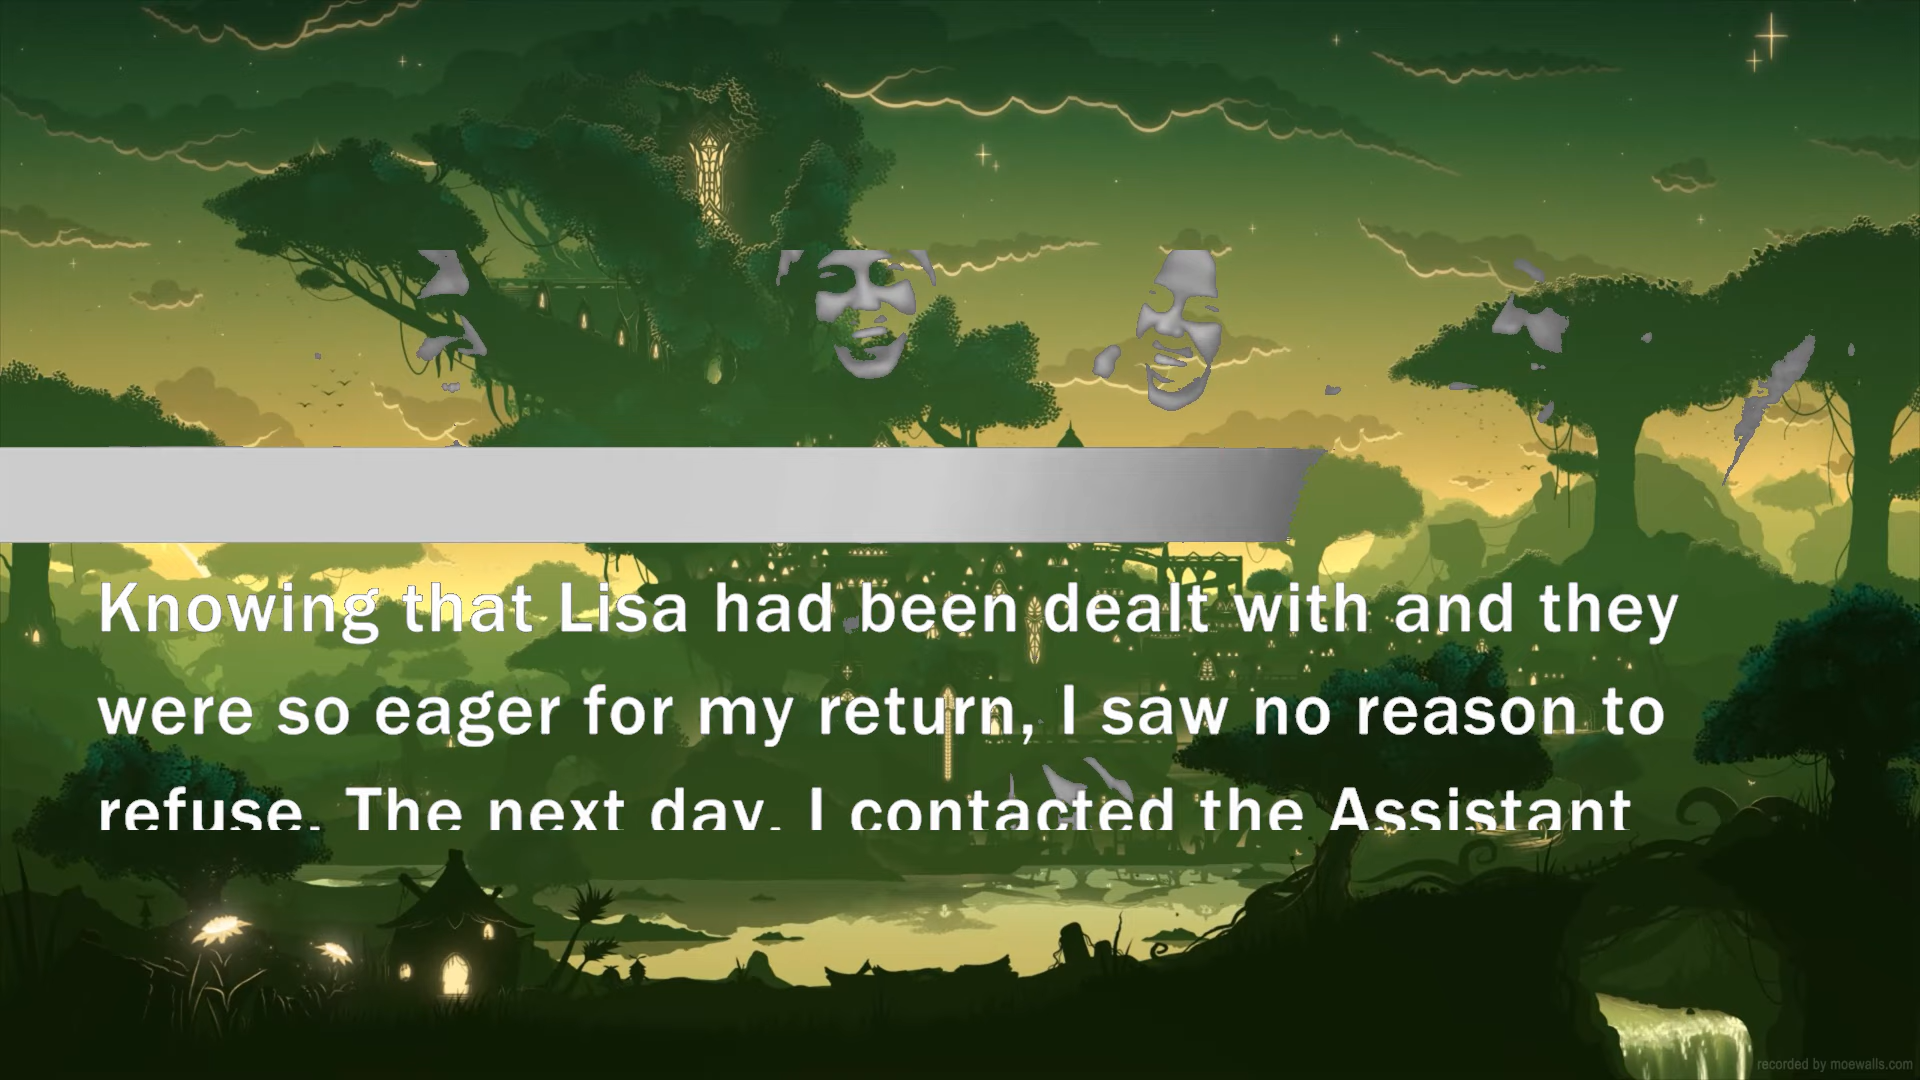 Knowing that Lisa had been dealt with and they
were so eager for my return, I saw no reason to
refuse. The next day, I contacted the Assistant
recorded by moewalls.com